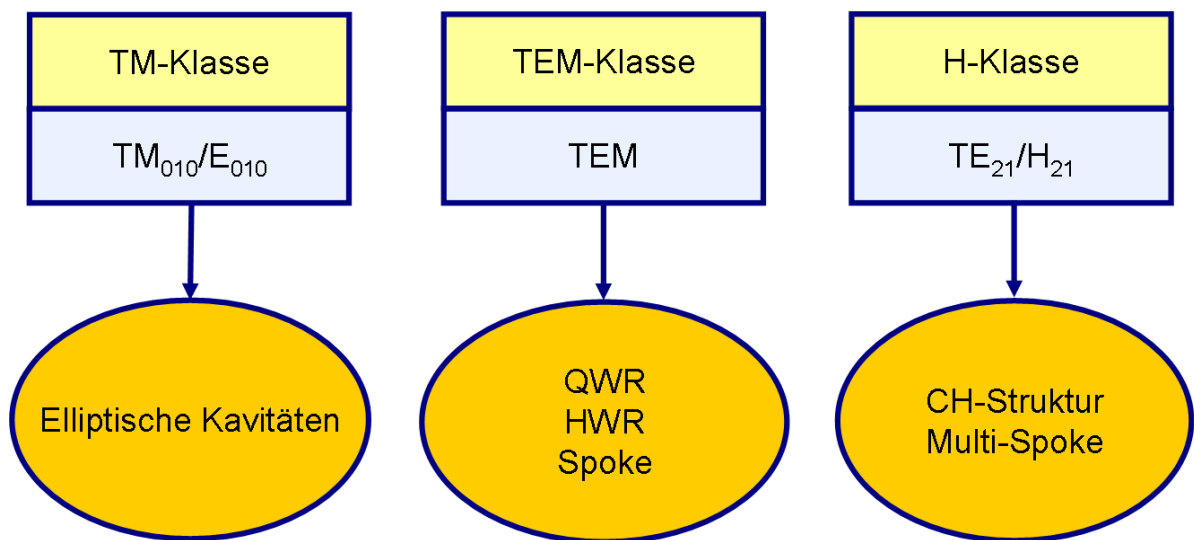 TM-Klasse
TM₀₁₀/E₀₁₀
Elliptische Kavitäten
TEM-Klasse
TEM
QWR
HWR
Spoke
H-Klasse
TE₂₁/H₂₁
CH-Struktur
Multi-Spoke